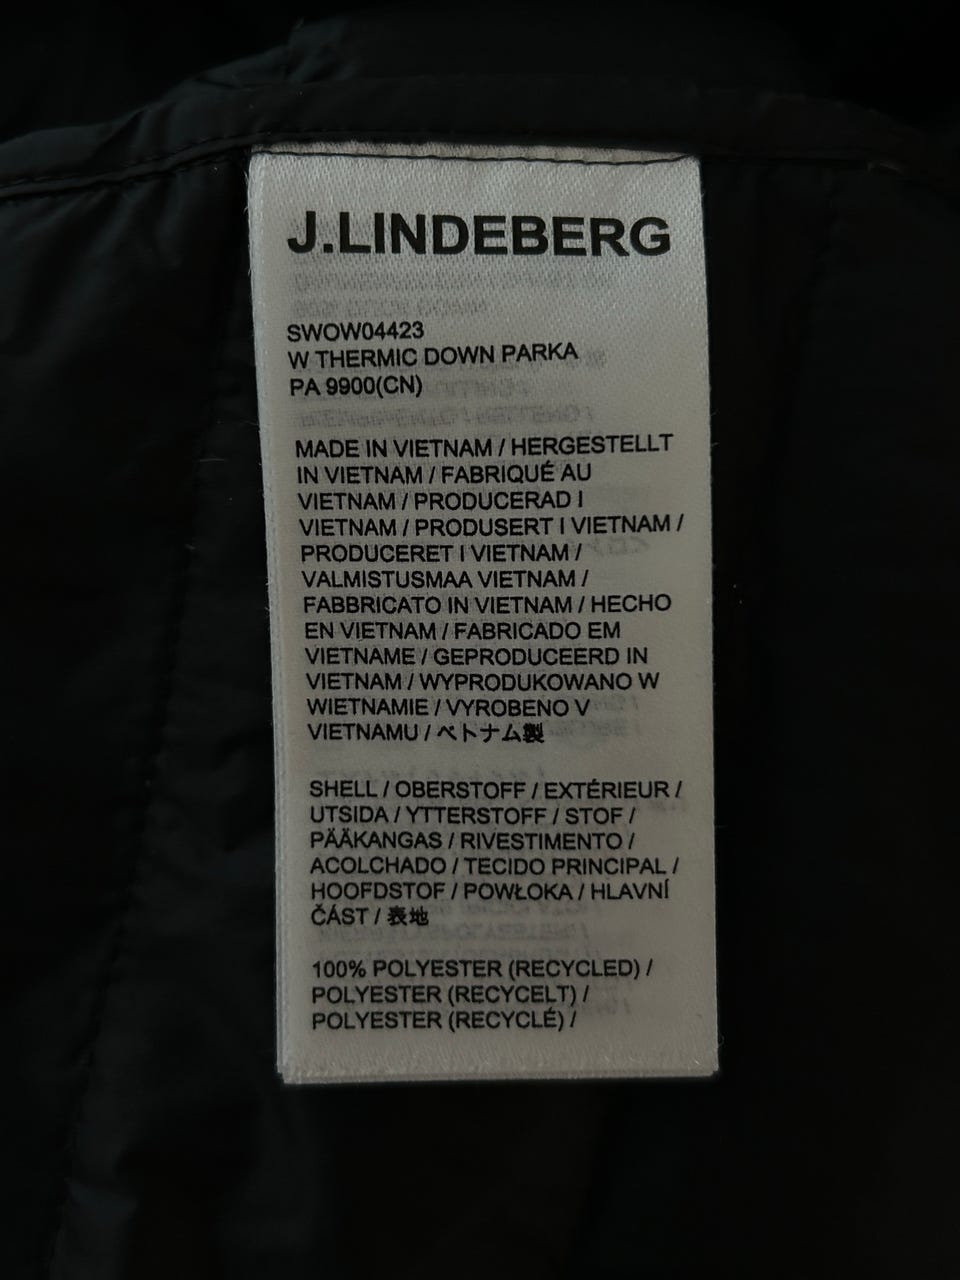 J.LINDEBERG
SWOW04423
W THERMIC DOWN PARKA
PA 9900(CN)
MADE IN VIETNAM / HERGESTELLT
IN VIETNAM / FABRIQUÉ AU
VIETNAM / PRODUCERAD I
VIETNAM / PRODUSERT I VIETNAM /
PRODUCERET I VIETNAM /
VALMISTUSMAA VIETNAM /
FABBRICATO IN VIETNAM / HECHO
EN VIETNAM / FABRICADO EM
VIETNAME / GEPRODUCEERD IN
VIETNAM / WYPRODUKOWANO W
WIETNAMIE / VYROBENO V
VIETNAMU / ベトナム製
SHELL / OBERSTOFF / EXTÉRIEUR /
UTSIDA / YTTERSTOFF / STOF /
PÄÄKANGAS / RIVESTIMENTO /
ACOLCHADO / TECIDO PRINCIPAL /
HOOFDSTOF / POWŁOKA / HLAVNÍ
ČÁST / 表地
100% POLYESTER (RECYCLED) /
POLYESTER (RECYCELT) /
POLYESTER (RECYCLÉ) /